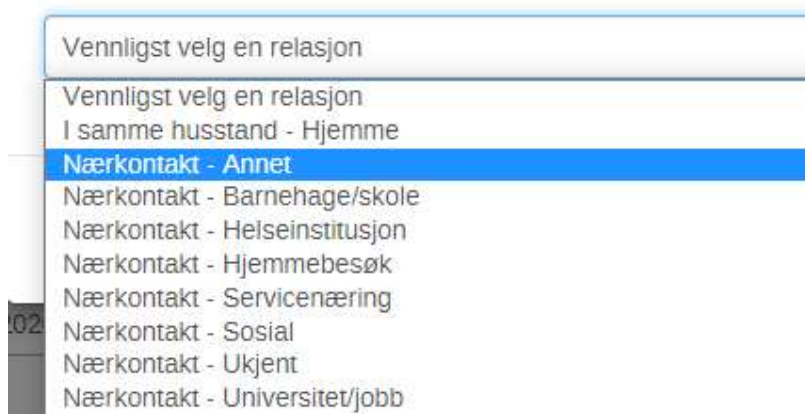 Vennligst velg en relasjon
Vennligst velg en relasjon
I samme husstand - Hjemme
Nærkontakt - Annet
Nærkontakt - Barnehage/skole
Nærkontakt - Helseinstitusjon
Nærkontakt - Hjemmebesøk
Nærkontakt - Servicenæring
Nærkontakt - Sosial
Nærkontakt - Ukjent
Nærkontakt - Universitet/jobb